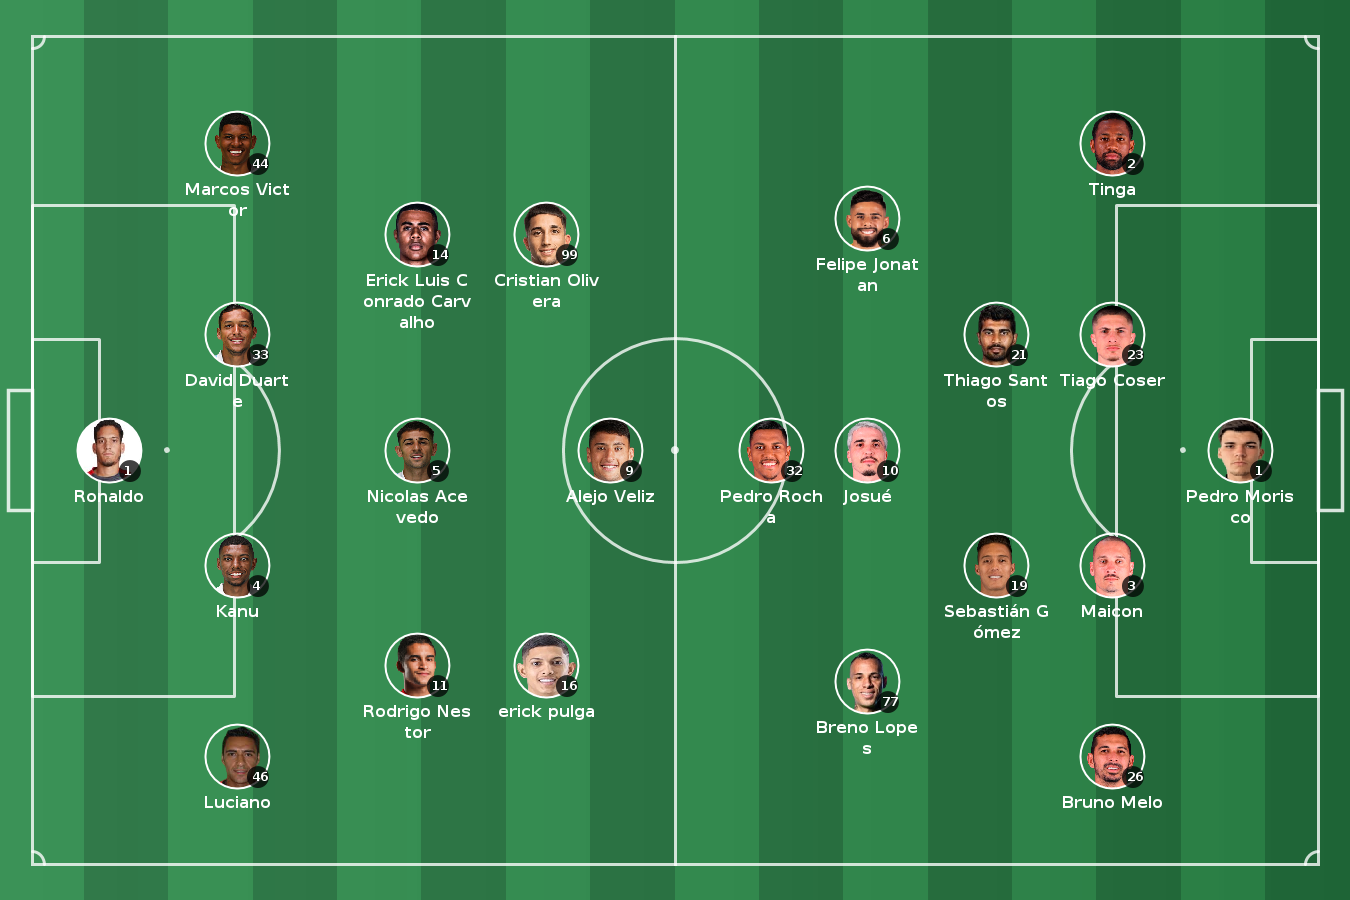 44
Marcos Vict
or
2
Tinga
14
Erick Luis C
onrado Carv
alho
99
Cristian Oliv
era
6
Felipe Jonat
an
33
David Duart
e
21
Thiago Sant
os
23
Tiago Coser
1
Ronaldo
5
Nicolas Ace
vedo
9
Alejo Veliz
32
Pedro Roch
a
10
Josué
1
Pedro Moris
co
4
Kanu
19
Sebastián G
ómez
3
Maicon
11
Rodrigo Nes
tor
16
erick pulga
77
Breno Lope
s
46
Luciano
26
Bruno Melo